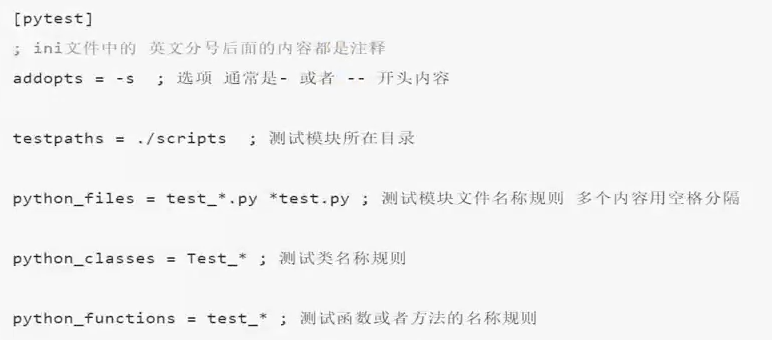 [pytest]
; ini文件中的 英文分号后面的内容都是注释
addopts = -s ; 选项 通常是- 或者 -- 开头内容
testpaths = ./scripts ; 测试模块所在目录
python_files = test_*.py *test.py ; 测试模块文件名称规则 多个内容用空格分隔
python_classes = Test_* ; 测试类名称规则
python_functions = test_* ; 测试函数或者方法的名称规则